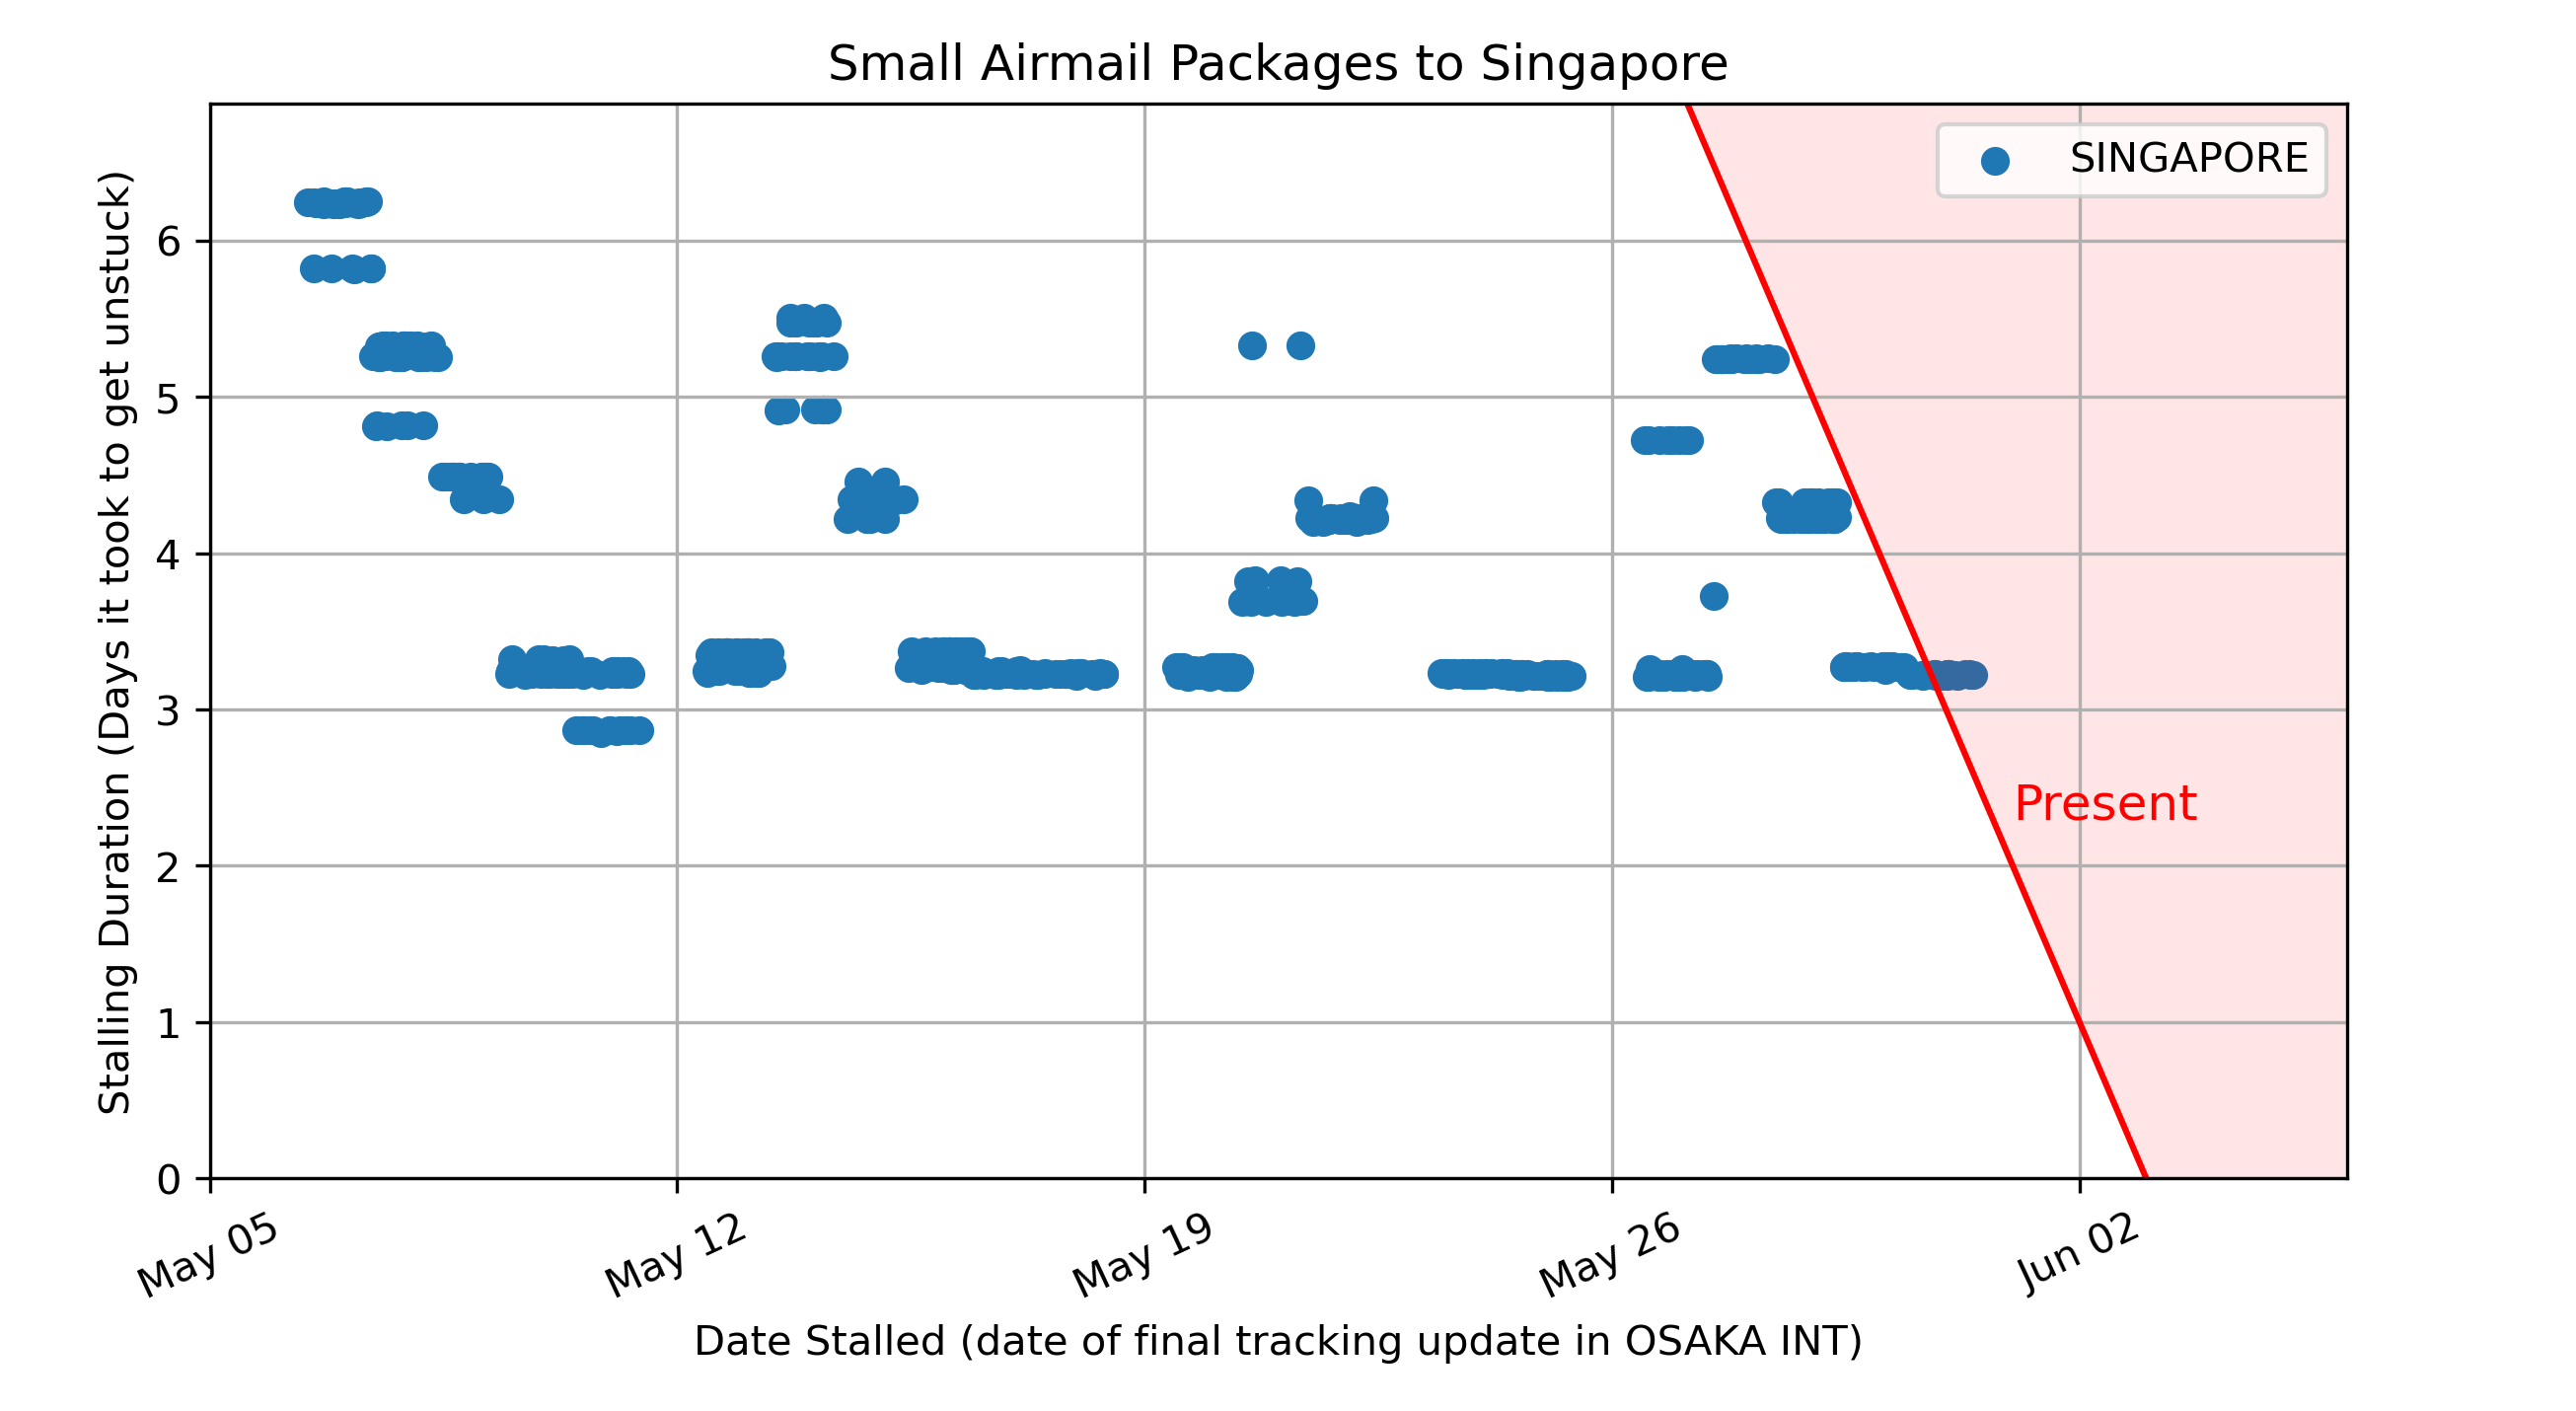 Small Airmail Packages to Singapore
SINGAPORE
Stalling Duration (Days it took to get unstuck)
6
5
4
3
2
1
0
Present
May 05
May 12
May 19
May 26
Jun 02
Date Stalled (date of final tracking update in OSAKA INT)